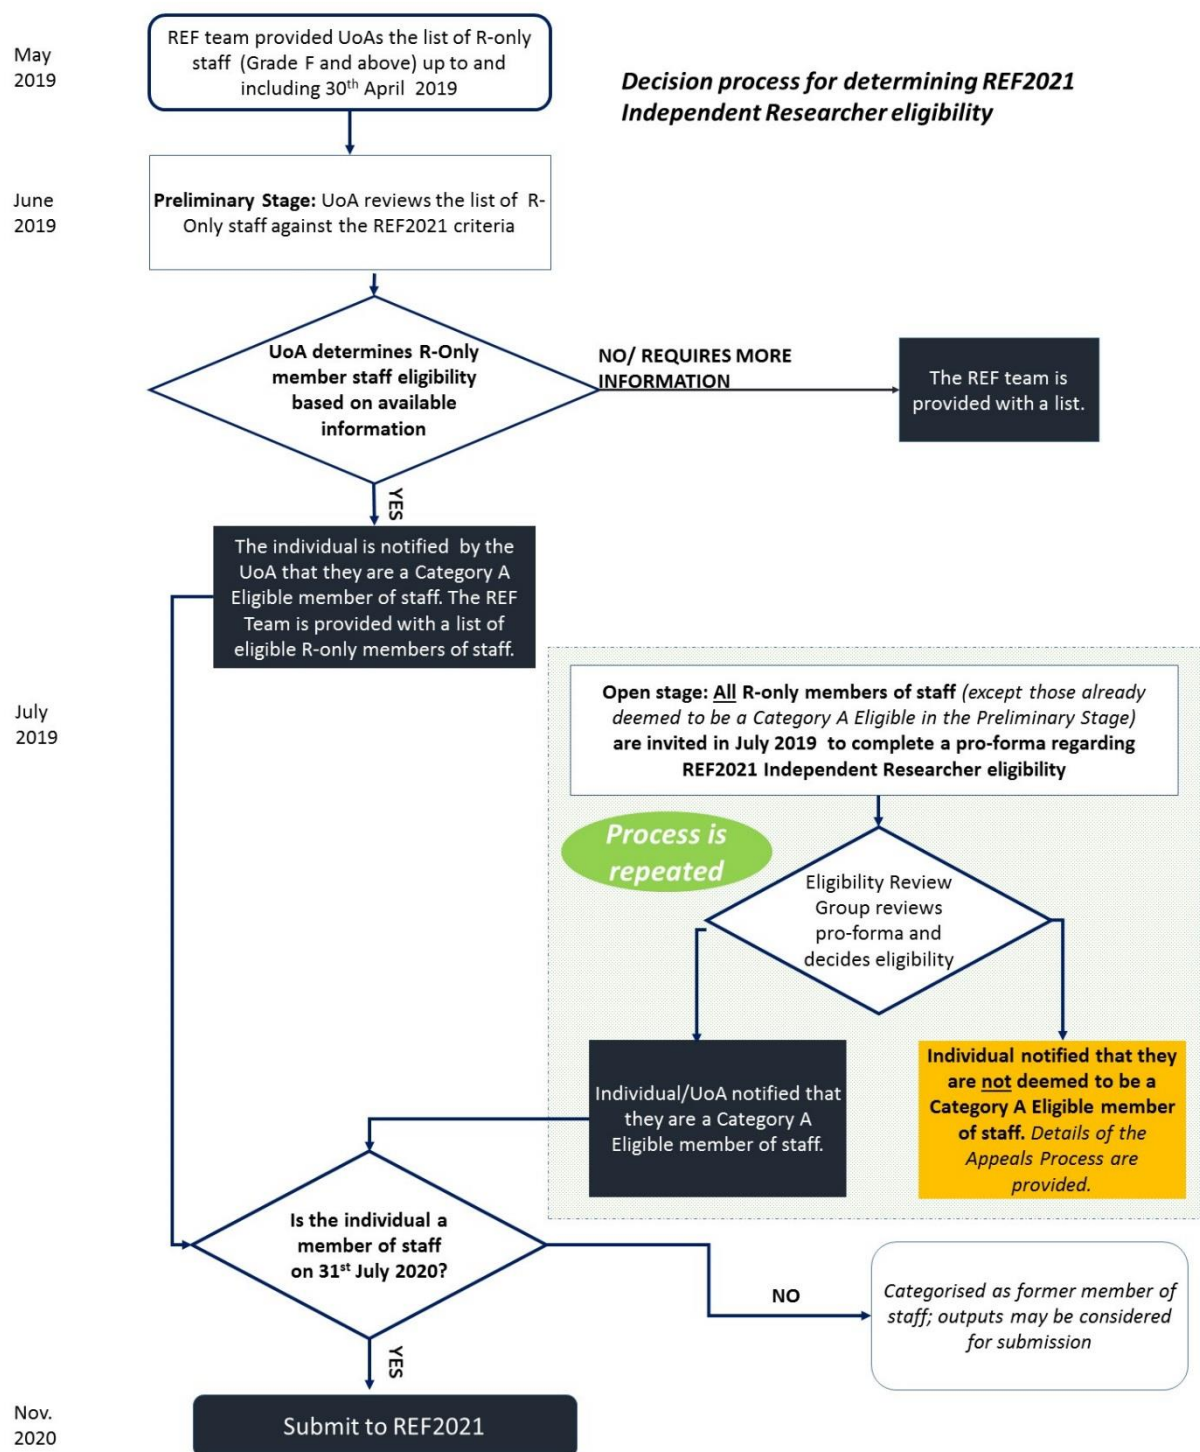 May
2019
REF team provided UoAs the list of R-only
staff (Grade F and above) up to and
including 30th April 2019
Decision process for determining REF2021
Independent Researcher eligibility
June
2019
Preliminary Stage: UoA reviews the list of R-
Only staff against the REF2021 criteria
UoA determines R-Only
member staff eligibility
based on available
information
NO/ REQUIRES MORE
INFORMATION
The REF team is
provided with a list.
YES
The individual is notified by the
UoA that they are a Category A
Eligible member of staff. The REF
Team is provided with a list of
eligible R-only members of staff.
July
2019
Open stage: All R-only members of staff (except those already
deemed to be a Category A Eligible in the Preliminary Stage)
are invited in July 2019 to complete a pro-forma regarding
REF2021 Independent Researcher eligibility
Process is
repeated
Eligibility Review
Group reviews
pro-forma and
decides eligibility
Individual/UoA notified that
they are a Category A
Eligible member of staff.
Individual notified that they
are not deemed to be a
Category A Eligible member
of staff. Details of the
Appeals Process are
provided.
Is the individual a
member of staff
on 31st July 2020?
NO
Categorised as former member of
staff; outputs may be considered
for submission
YES
Nov.
2020
Submit to REF2021